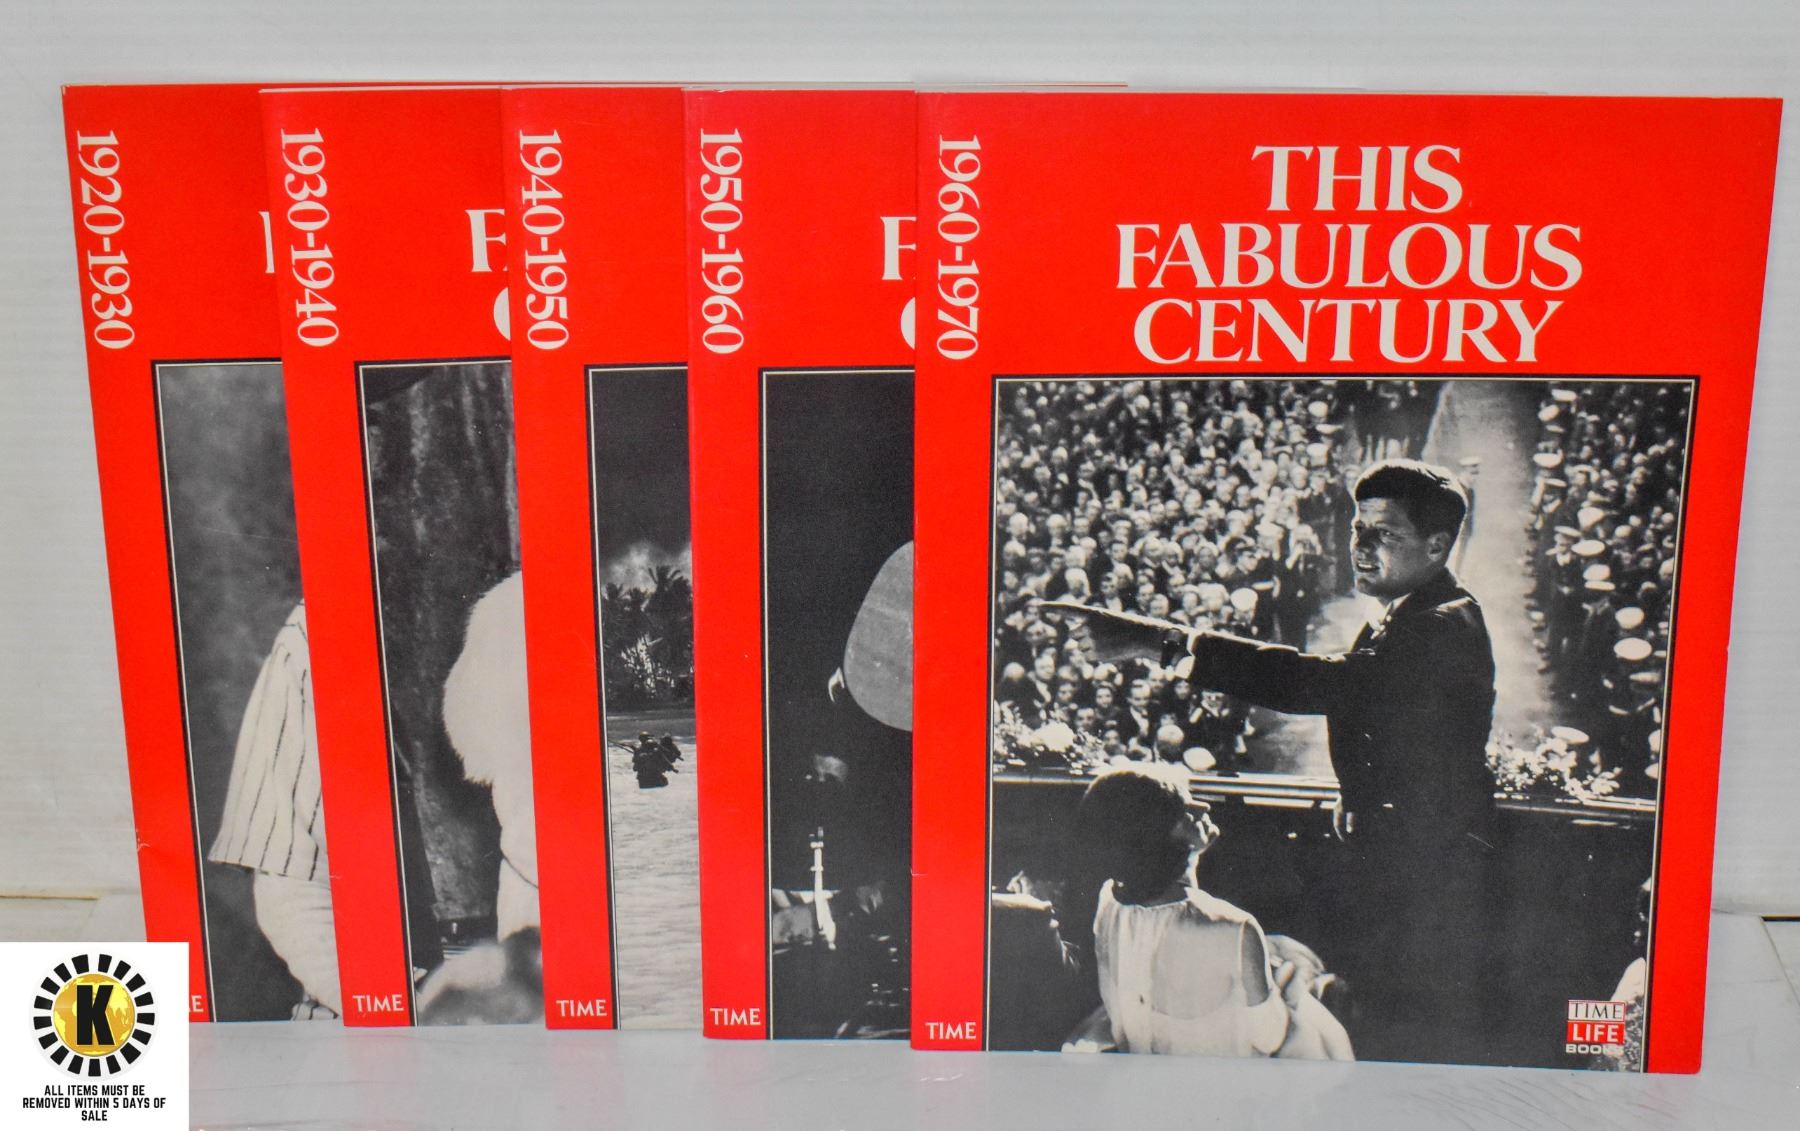 1920-1930
1930-1940
1940-1950
1950-1960
1960-1970
THIS
FABULOUS
CENTURY
F
C
F
TIME
TIME
TIME
TIME
TIME
LIFE
BOOKS
K
ALL ITEMS MUST BE
REMOVED WITHIN 5 DAYS OF
SALE